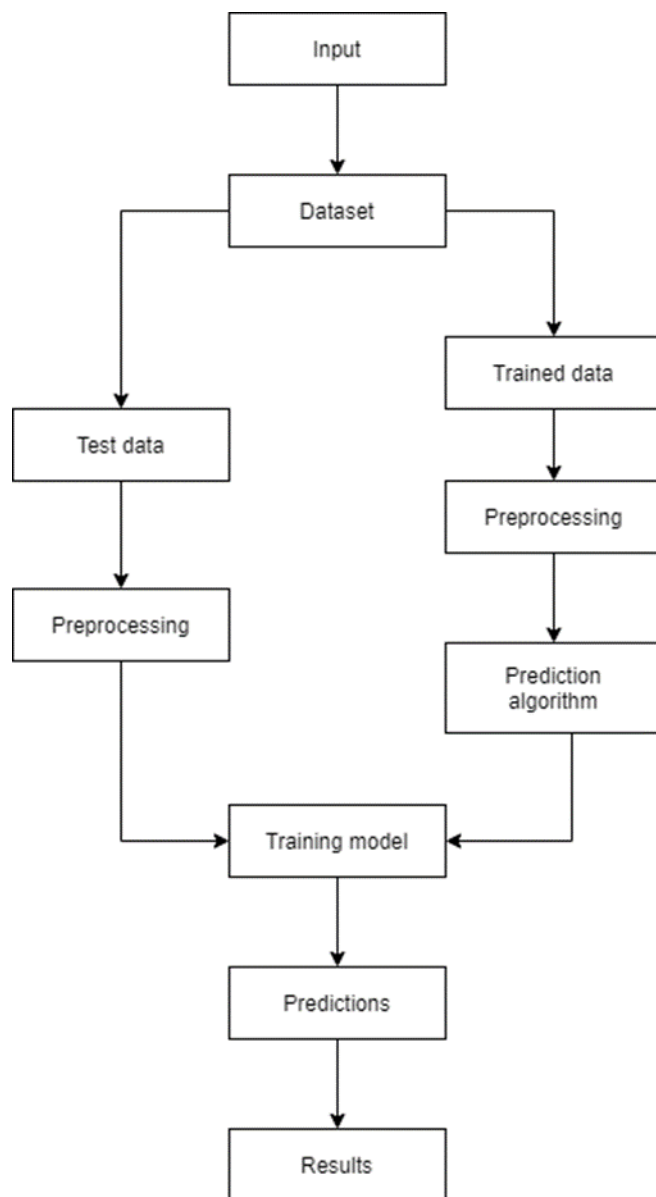 Input
Dataset
Trained data
Test data
Preprocessing
Preprocessing
Prediction
algorithm
Training model
Predictions
Results